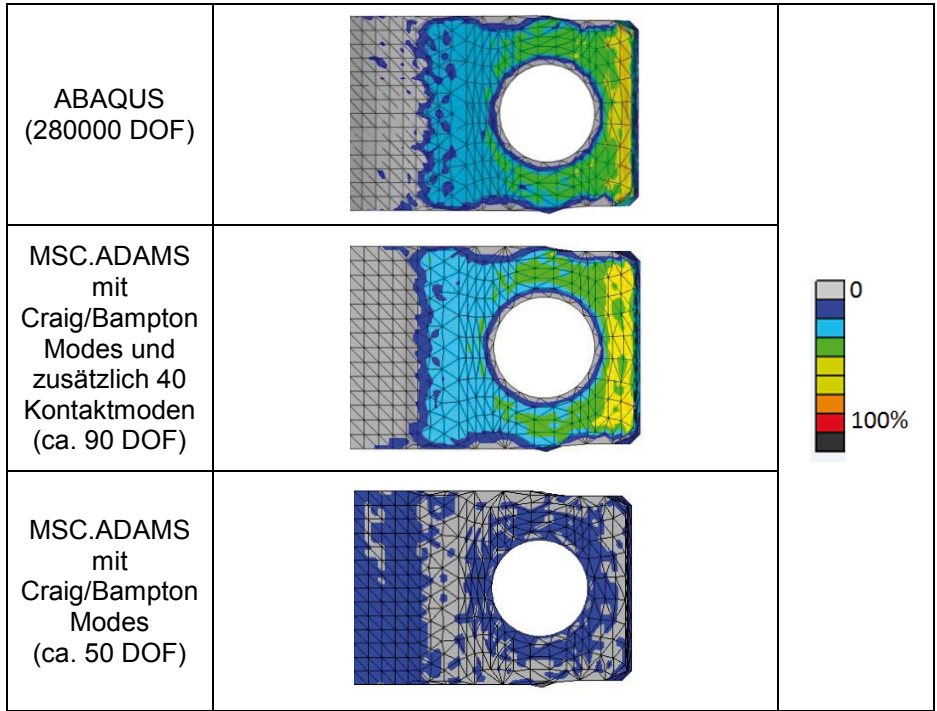 ABAQUS
(280000 DOF)
MSC.ADAMS
mit
Craig/Bampton
Modes und
zusätzlich 40
Kontaktmoden
(ca. 90 DOF)
MSC.ADAMS
mit
Craig/Bampton
Modes
(ca. 50 DOF)
0
100%